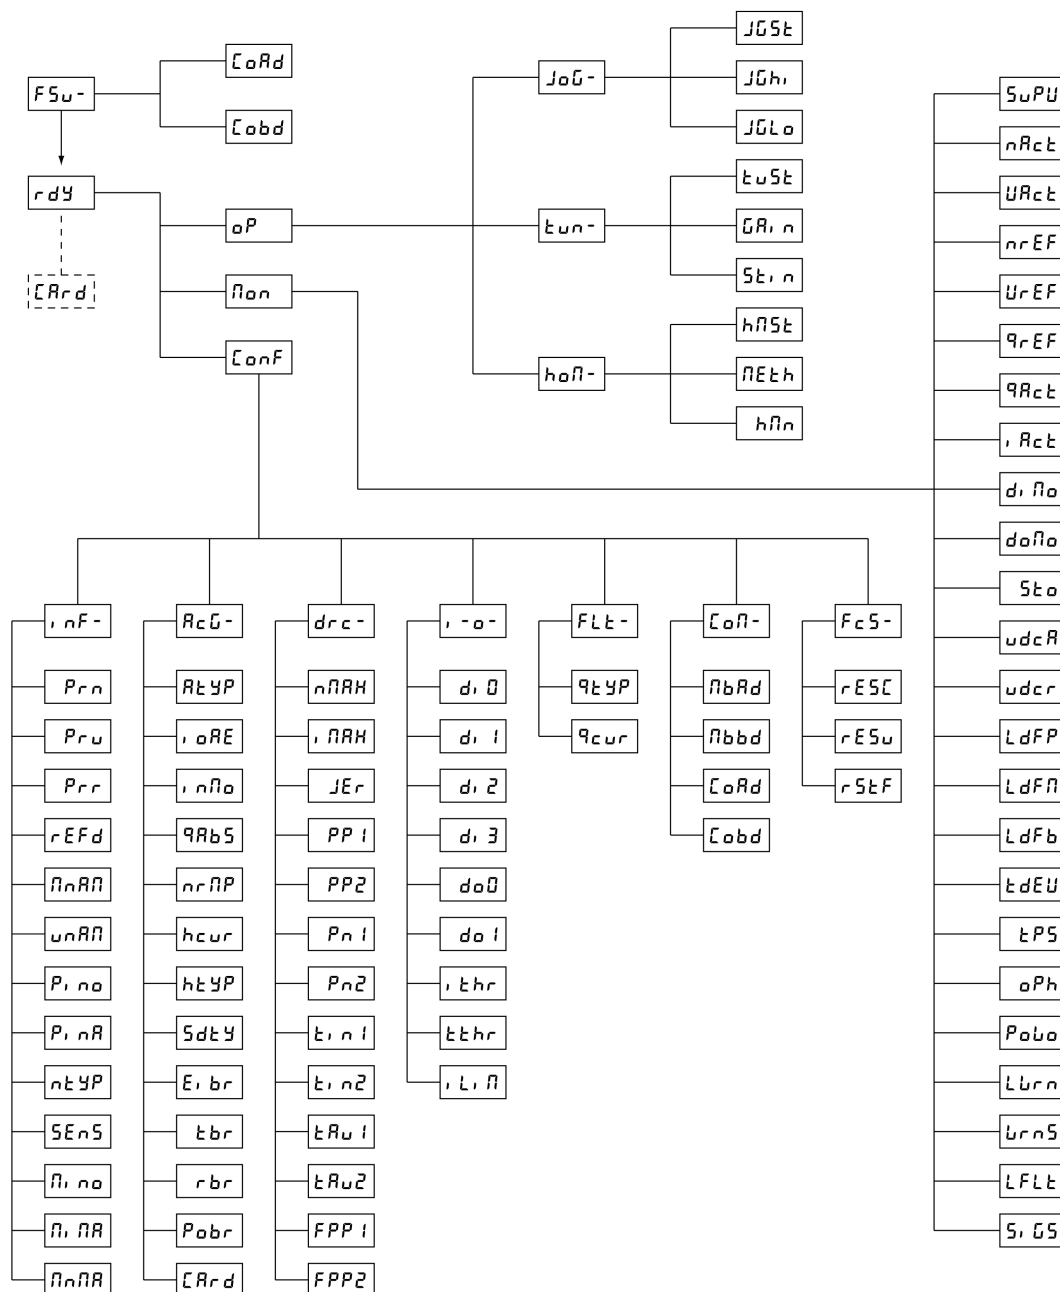 FSu-
CoAd
Cobd
rdY
CArd
oP
Mon
ConF
JoG-
JGSt
JGhi
JGLo
tun-
tuSt
GAin
Stin
hoM-
hMSt
MEth
hMn
SuPU
nAct
UAct
nrEF
UrEF
qrEF
qAct
iAct
diMo
doMo
Sto
udcA
udcr
LdFP
LdFM
LdFb
tdEU
tPS
oPh
PoWo
LWrn
WrnS
LFLt
SiGS
inF-
Prn
Pru
Prr
rEFd
MnAM
unAM
Pino
PinA
ntYP
SEnS
Mino
MiMA
MnMA
AcG-
AtYP
ioAE
inMo
qAbS
nrMP
hcur
htYP
SdtY
Eibr
tbr
rbr
Pobr
CArd
drc-
nMAH
iMAH
JEr
PP1
PP2
Pn1
Pn2
tin1
tin2
tAu1
tAu2
FPP1
FPP2
i-o-
di0
di1
di2
di3
do0
do1
ithr
tthr
iLiM
FLt-
qtYP
qcur
CoM-
MbAd
Mbbd
CoAd
Cobd
FcS-
rESC
rESu
rStF